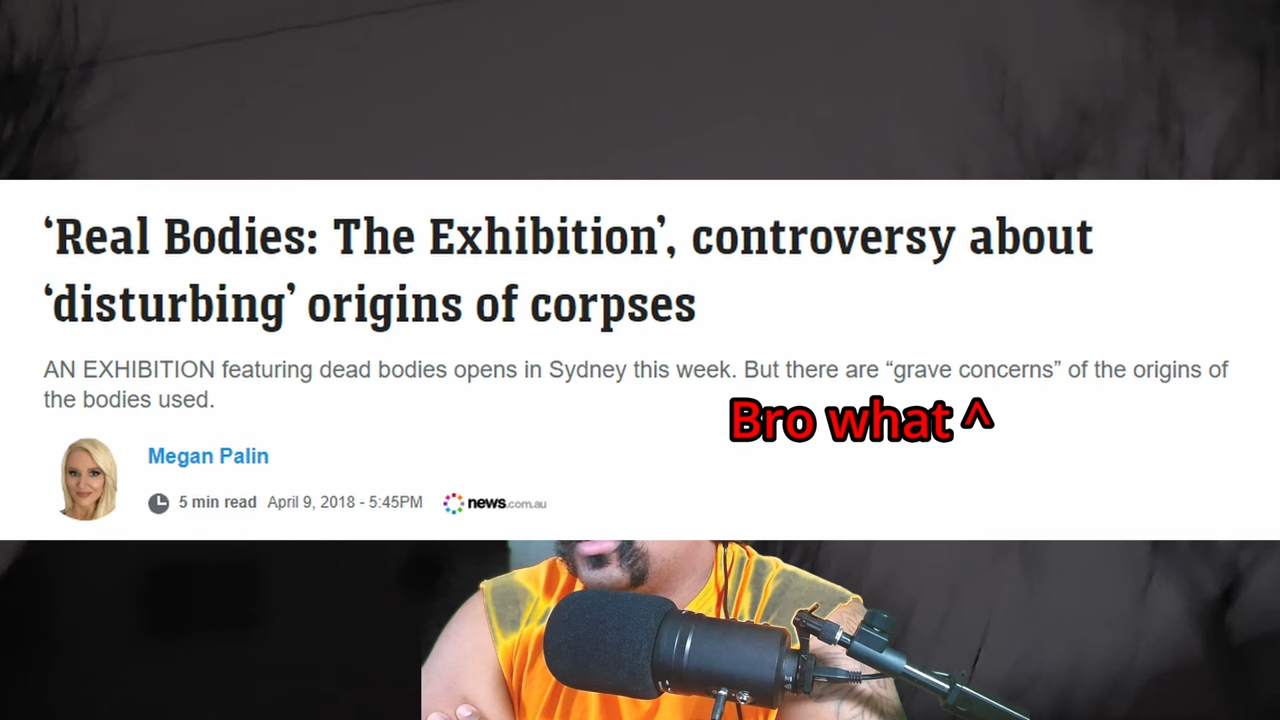 ‘Real Bodies: The Exhibition’, controversy about
‘disturbing’ origins of corpses
AN EXHIBITION featuring dead bodies opens in Sydney this week. But there are “grave concerns” of the origins of
the bodies used.
Bro what ^
Megan Palin
5 min read April 9, 2018 - 5:45PM news.com.au